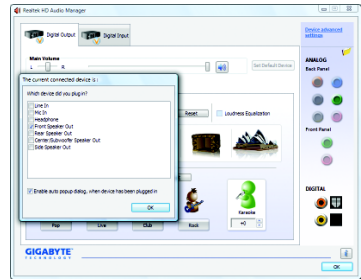 Realtek HD Audio Manager
Digital Output
Digital Input
Device advanced settings
Main Volume
L
R
Set Default Device
ANALOG
Back Panel
The current connected device is :
Which device did you plug in?
Line In
Mic In
Headphone
Front Speaker Out
Rear Speaker Out
Center/Subwoofer Speaker Out
Side Speaker Out
Enable auto popup dialog, when device has been plugged in
OK
Reset
Loudness Equalization
Front Panel
DIGITAL
Karaoke
+0
Pop
Live
Club
Rock
GIGABYTE
TECHNOLOGY
OK